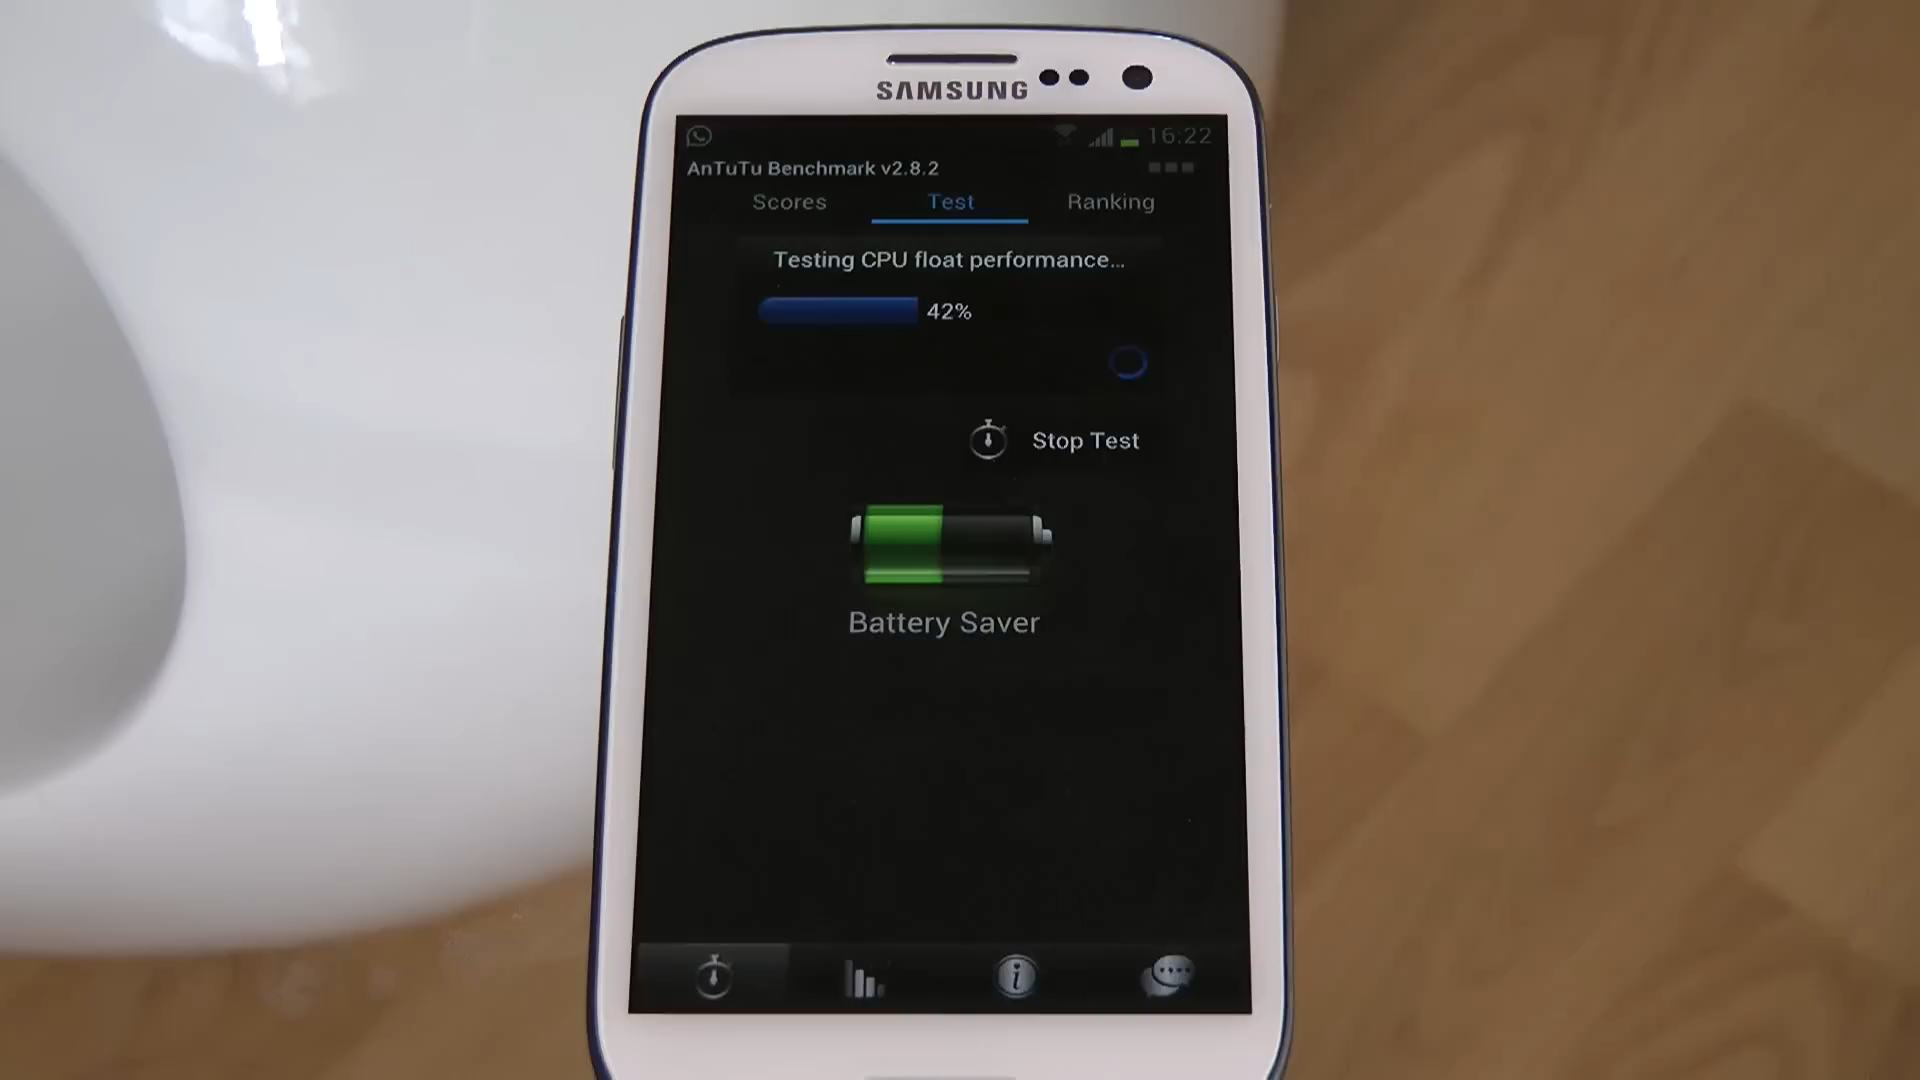 SAMSUNG
16:22
AnTuTu Benchmark v2.8.2
Scores Test Ranking
Testing CPU float performance...
42%
Stop Test
Battery Saver